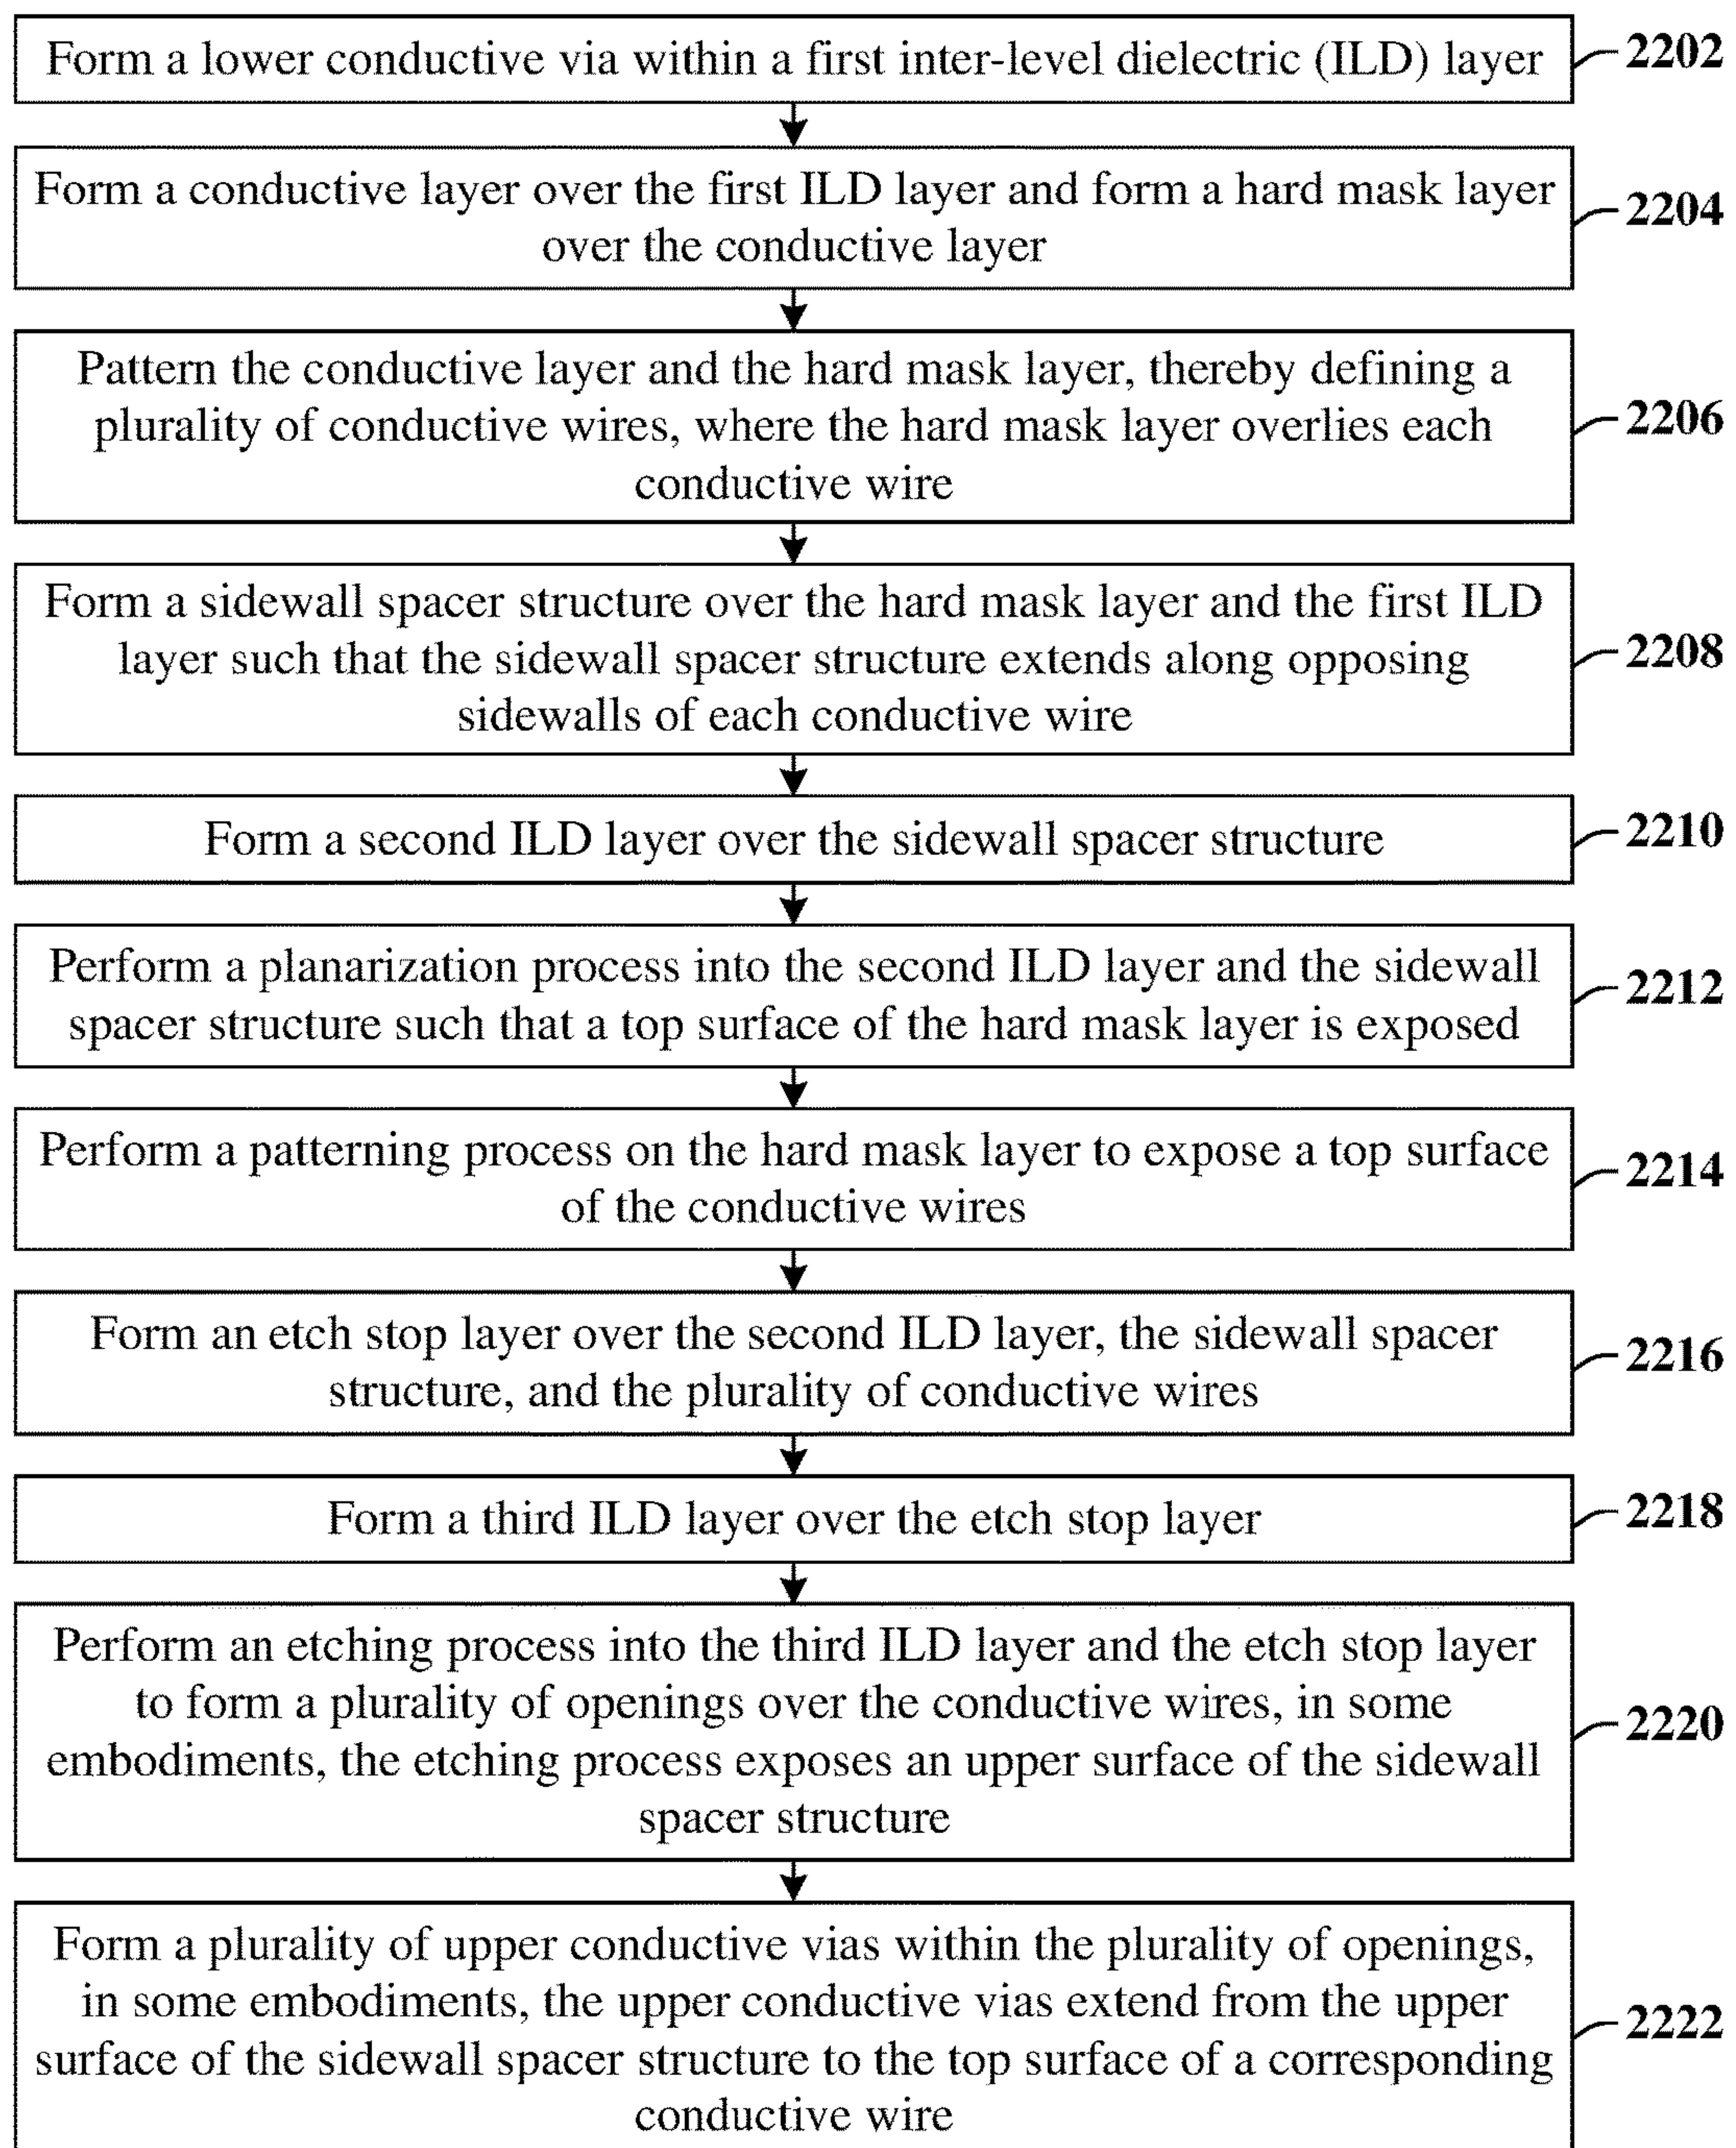 Form a lower conductive via within a first inter-level dielectric (ILD) layer
2202
Form a conductive layer over the first ILD layer and form a hard mask layer
over the conductive layer
2204
Pattern the conductive layer and the hard mask layer, thereby defining a
plurality of conductive wires, where the hard mask layer overlies each
conductive wire
2206
Form a sidewall spacer structure over the hard mask layer and the first ILD
layer such that the sidewall spacer structure extends along opposing
sidewalls of each conductive wire
2208
Form a second ILD layer over the sidewall spacer structure
2210
Perform a planarization process into the second ILD layer and the sidewall
spacer structure such that a top surface of the hard mask layer is exposed
2212
Perform a patterning process on the hard mask layer to expose a top surface
of the conductive wires
2214
Form an etch stop layer over the second ILD layer, the sidewall spacer
structure, and the plurality of conductive wires
2216
Form a third ILD layer over the etch stop layer
2218
Perform an etching process into the third ILD layer and the etch stop layer
to form a plurality of openings over the conductive wires, in some
embodiments, the etching process exposes an upper surface of the sidewall
spacer structure
2220
Form a plurality of upper conductive vias within the plurality of openings,
in some embodiments, the upper conductive vias extend from the upper
surface of the sidewall spacer structure to the top surface of a corresponding
conductive wire
2222